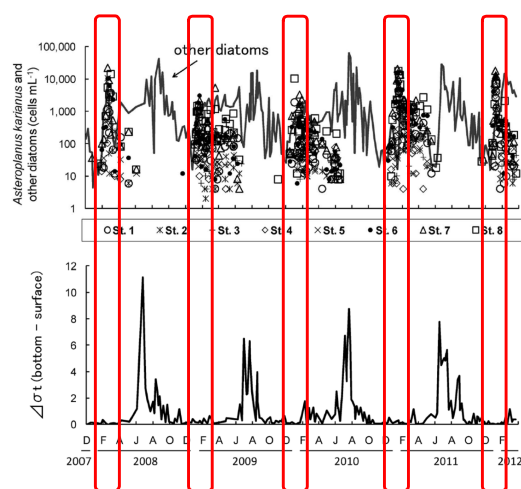 Asteroplanus karianus and
other diatoms (cells mL⁻¹)
100,000
10,000
1,000
100
10
1
other diatoms
St. 1 St. 2 St. 3 St. 4 St. 5 St. 6 St. 7 St. 8
⊿σt (bottom − surface)
12
10
8
6
4
2
0
D F A J A O D F A J A O D F A J A O D F A J A O D F
2007 2008 2009 2010 2011 2012